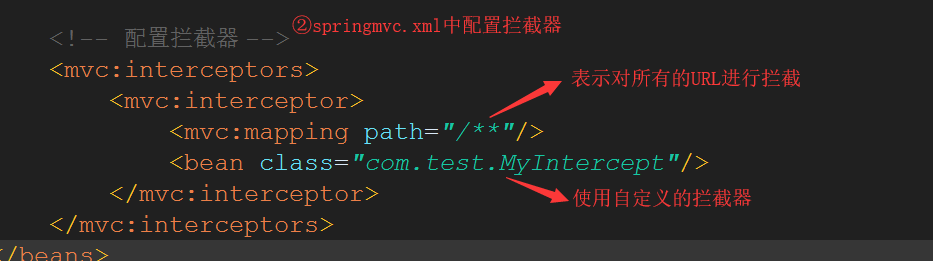 <!-- 配置拦截器 --> ②springmvc.xml中配置拦截器
<mvc:interceptors>
表示对所有的URL进行拦截
<mvc:interceptor>
<mvc:mapping path="/**"/>
<bean class="com.test.MyIntercept"/>
</mvc:interceptor>
使用自定义的拦截器
</mvc:interceptors>
</beans>